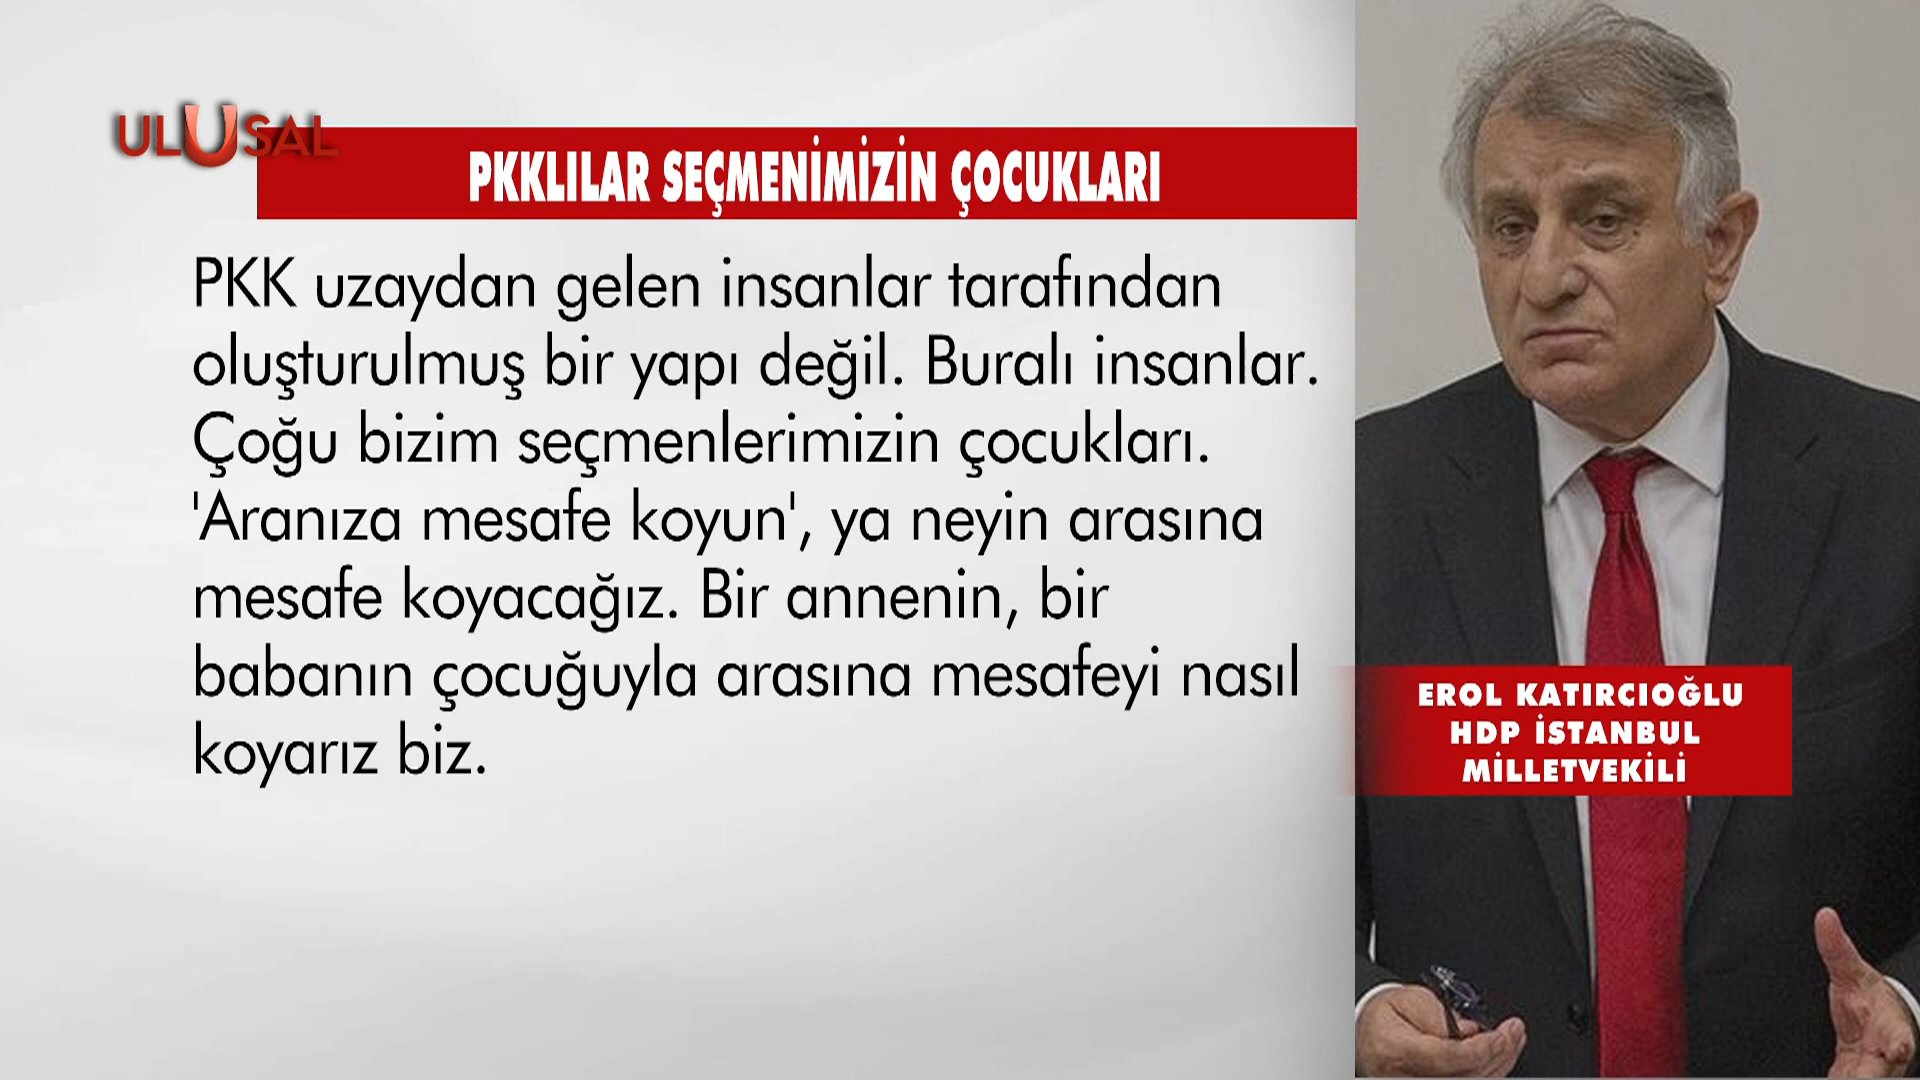 ULUSAL
PKKLILAR SEÇMENİMİZİN ÇOCUKLARI
PKK uzaydan gelen insanlar tarafından
oluşturulmuş bir yapı değil. Buralı insanlar.
Çoğu bizim seçmenlerimizin çocukları.
'Aranıza mesafe koyun', ya neyin arasına
mesafe koyacağız. Bir annenin, bir
babanın çocuğuyla arasına mesafeyi nasıl
koyarız biz.
EROL KATIRCIOĞLU
HDP İSTANBUL
MİLLETVEKİLİ